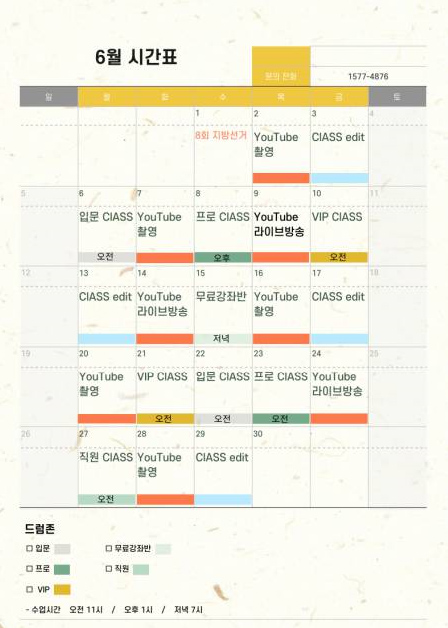 6월 시간표
문의 전화 1577-4876
일 월 화 수 목 금 토
1 2 3 4
8회 지방선거 YouTube CIASS edit
촬영
5 6 7 8 9 10 11
입문 CIASS YouTube 프로 CIASS YouTube VIP CIASS
촬영 라이브방송
오전 오후 오전
12 13 14 15 16 17 18
CIASS edit YouTube 무료강좌반 YouTube CIASS edit
라이브방송 촬영
저녁
19 20 21 22 23 24 25
YouTube VIP CIASS 입문 CIASS 프로 CIASS YouTube
촬영 라이브방송
오전 오전 오전
26 27 28 29 30
직원 CIASS YouTube CIASS edit
촬영
오전
드럼존
입문 무료강좌반
프로 직원
VIP
- 수업시간 오전 11시 / 오후 1시 / 저녁 7시